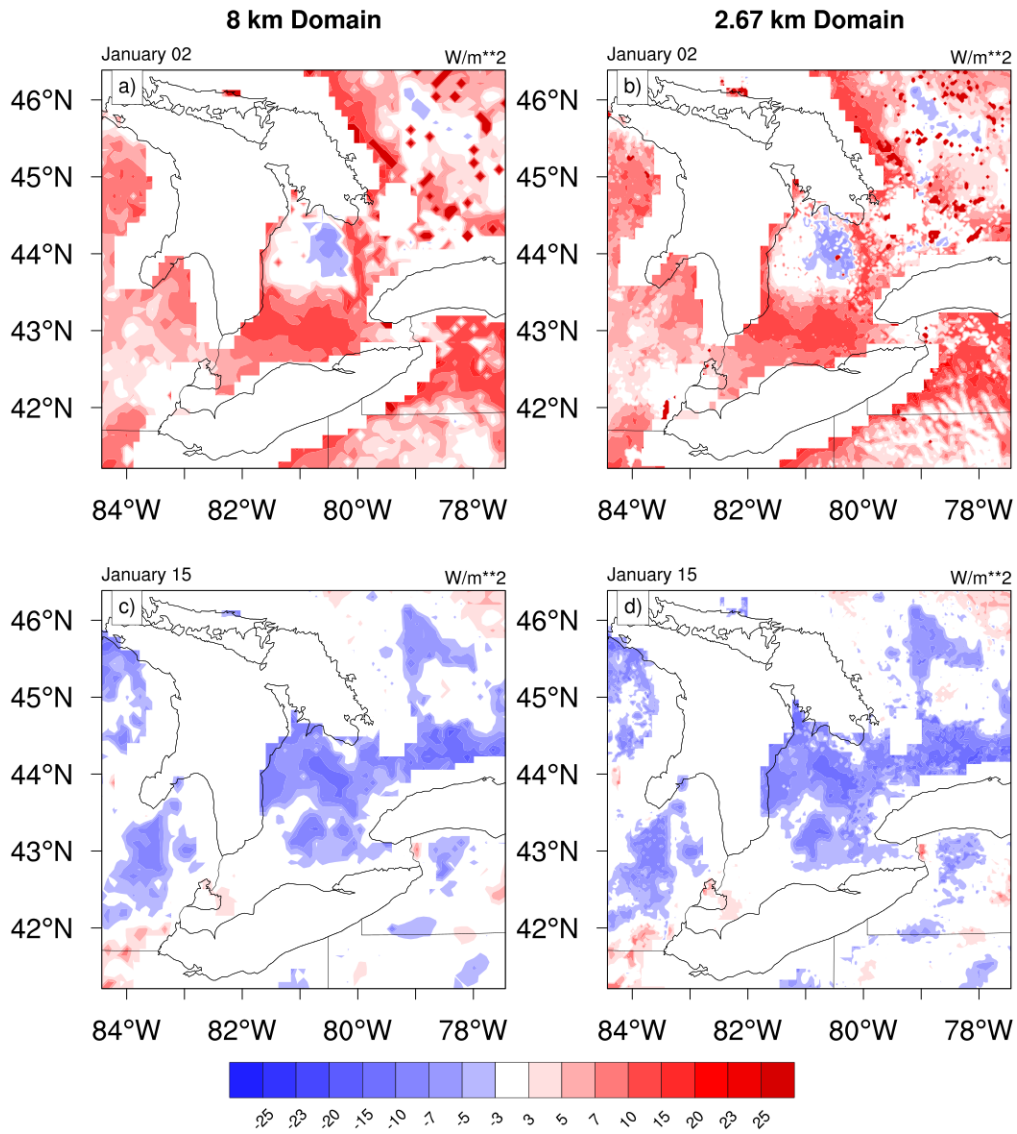 8 km Domain 2.67 km Domain
January 02 W/m**2 January 02 W/m**2
a) b)
46°N 46°N
45°N 45°N
44°N 44°N
43°N 43°N
42°N 42°N
84°W 82°W 80°W 78°W 84°W 82°W 80°W 78°W
January 15 W/m**2 January 15 W/m**2
c) d)
46°N 46°N
45°N 45°N
44°N 44°N
43°N 43°N
42°N 42°N
84°W 82°W 80°W 78°W 84°W 82°W 80°W 78°W
-25 -23 -20 -15 -10 -7 -5 -3 3 5 7 10 15 20 23 25